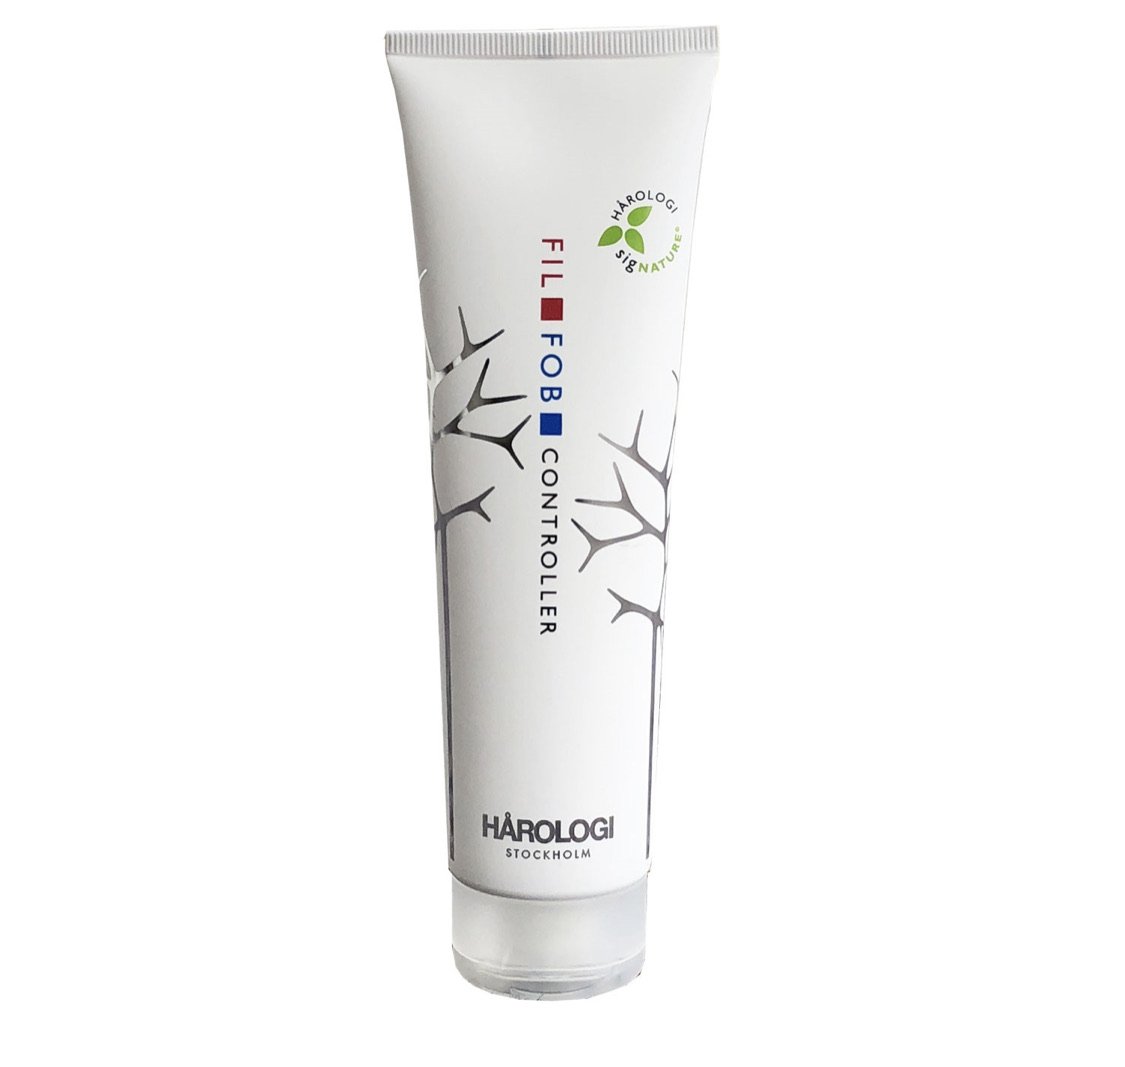 HÅROLOGI
sigNATURE®
FIL FOB CONTROLLER
HÅROLOGI
STOCKHOLM